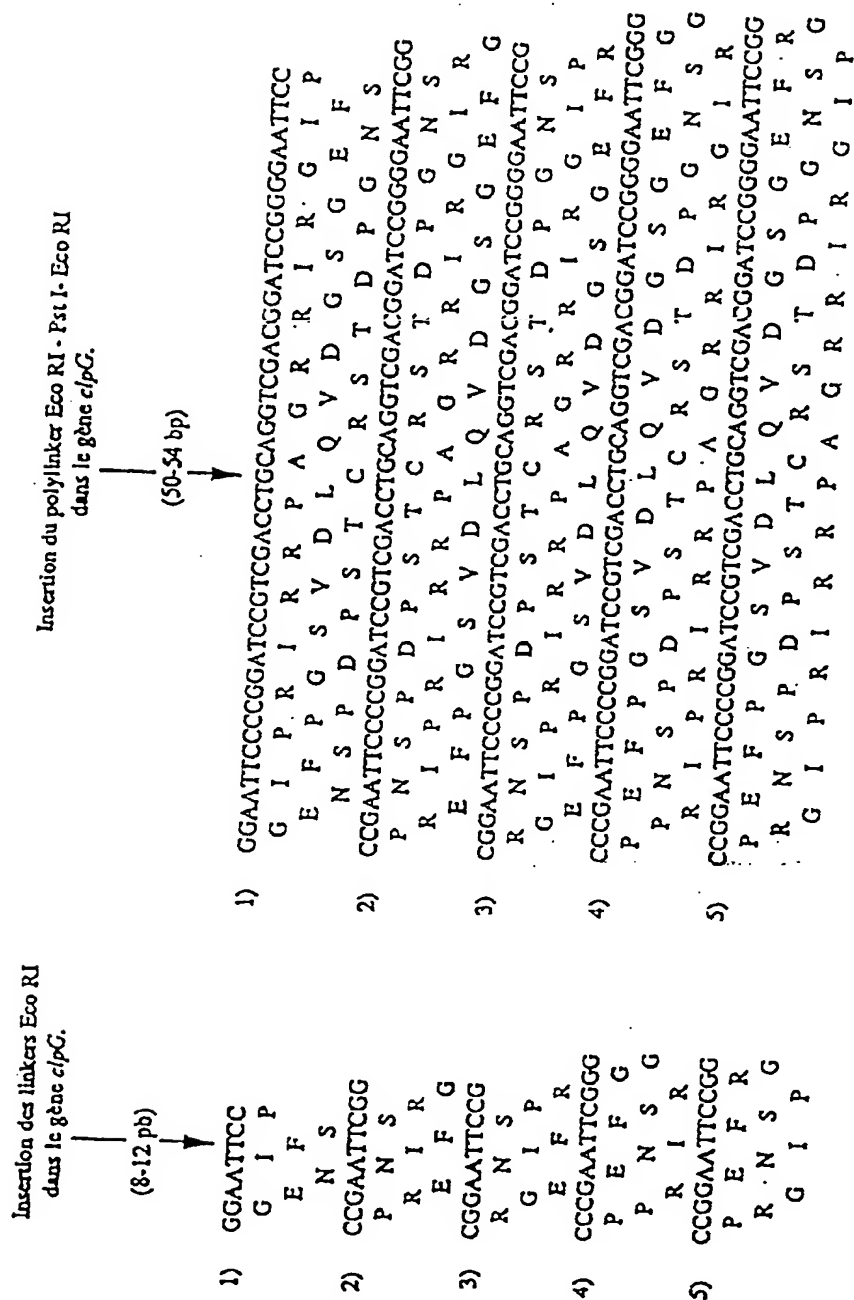 Insertion des linkers Eco RI
dans le gène clpG.
(8-12 pb)
1) GGAATTCC
G I P
E F
N S
2) CCGAATTCGG
P N S
R I R
E F G
3) CGGAATTCCG
R N S
G I P
E F R
4) CCCGAATTCGGG
P E F G
P N S G
R I R
5) CCGGAATTCCGG
P E F R
R N S G
G I P
Insertion du polylinker Eco RI - Pst I- Eco RI
dans le gène clpG.
(50-54 bp)
1) GGAATTCCCCGGATCCGTCGACCTGCAGGTCGACGGATCCGGGGAATTCC
G I P R I R R P A G R R I R G I P
E F P G S V D L Q V D G S G E F
N S P D P S T C R S T D P G N S
2) CCGAATTCCCCGGATCCGTCGACCTGCAGGTCGACGGATCCGGGGAATTCGG
P N S P D P S T C R S T D P G N S
R I P R I R R P A G R R I R G I R
E F P G S V D L Q V D G S G E F G
3) CGGAATTCCCCGGATCCGTCGACCTGCAGGTCGACGGATCCGGGGAATTCCG
R N S P D P S T C R S T D P G N S
G I P R I R R P A G R R I R G I P
E F P G S V D L Q V D G S G E F R
4) CCCGAATTCCCCGGATCCGTCGACCTGCAGGTCGACGGATCCGGGGAATTCGGG
P E F P G S V D L Q V D G S G E F G
P N S P D P S T C R S T D P G N S G
R I P R I R R P A G R R I R G I R
5) CCGGAATTCCCCGGATCCGTCGACCTGCAGGTCGACGGATCCGGGGAATTCCGG
P E F P G S V D L Q V D G S G E F R
R N S P D P S T C R S T D P G N S G
G I P R I R R P A G R R I R G I P